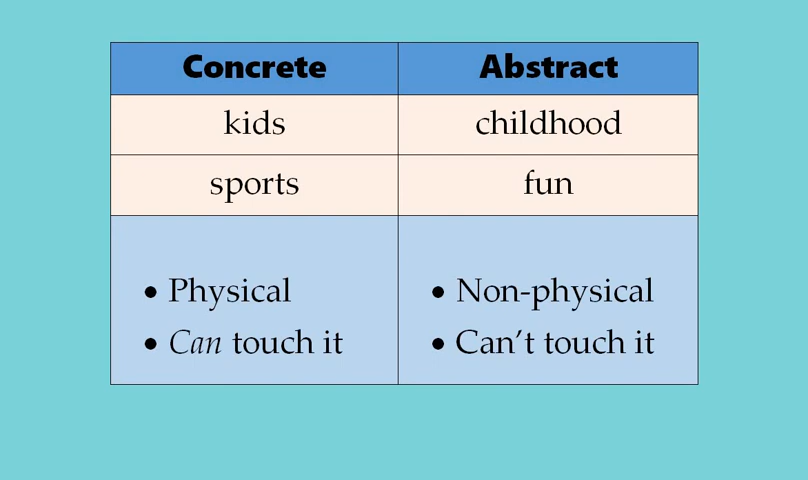 Concrete Abstract
kids childhood
sports fun
• Physical • Non-physical
• Can touch it • Can’t touch it